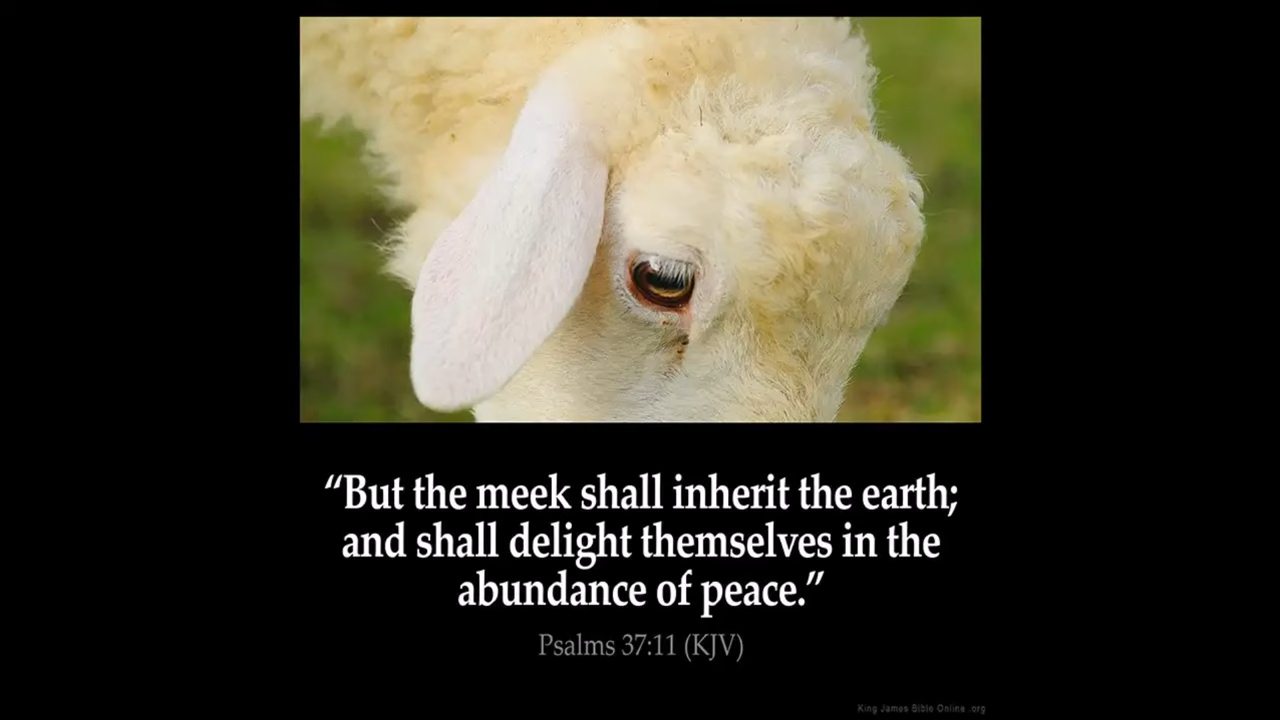 “But the meek shall inherit the earth;
and shall delight themselves in the
abundance of peace.”
Psalms 37:11 (KJV)
King James Bible Online .org